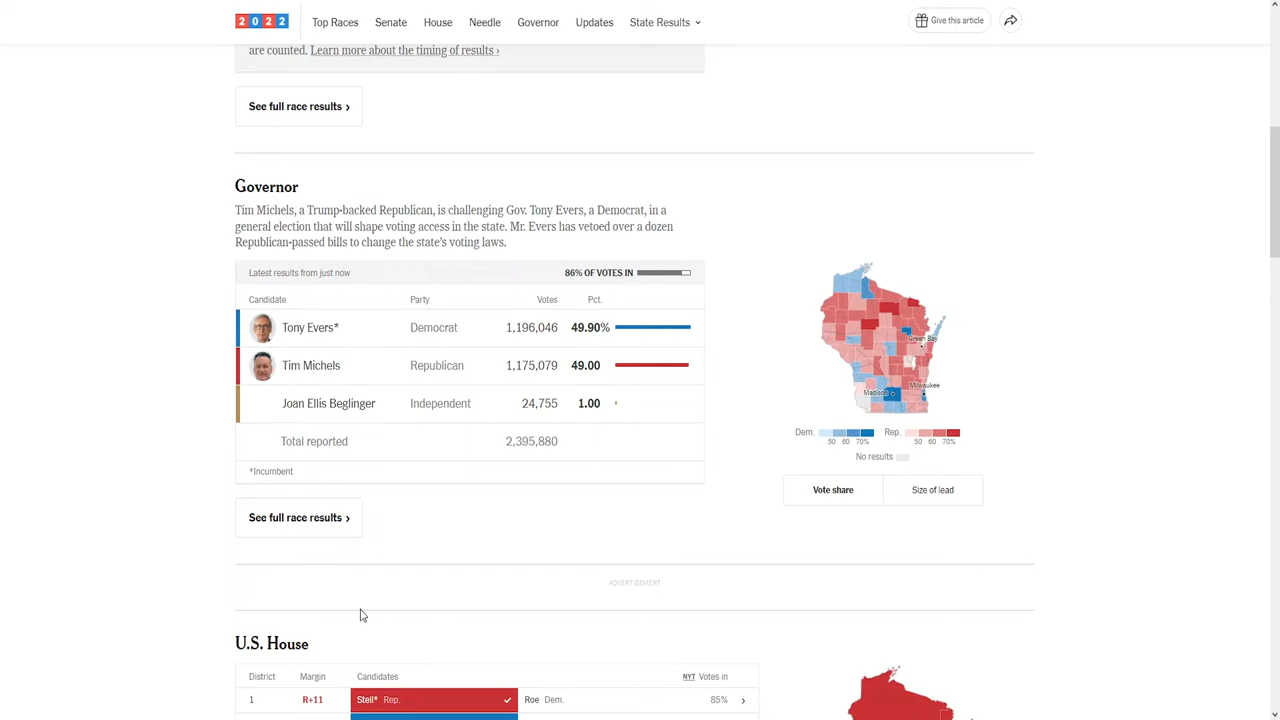 2022 Top Races Senate House Needle Governor Updates State Results Give this article
are counted. Learn more about the timing of results ›
See full race results ›
Governor
Tim Michels, a Trump-backed Republican, is challenging Gov. Tony Evers, a Democrat, in a
general election that will shape voting access in the state. Mr. Evers has vetoed over a dozen
Republican-passed bills to change the state's voting laws.
Latest results from just now 86% OF VOTES IN
Candidate Party Votes Pct.
Tony Evers* Democrat 1,196,046 49.90%
Tim Michels Republican 1,175,079 49.00
Joan Ellis Beglinger Independent 24,755 1.00
Total reported 2,395,880
*Incumbent
Green Bay
Milwaukee
Madison
Dem. 50 60 70% Rep. 50 60 70%
No results
Vote share Size of lead
See full race results ›
ADVERTISEMENT
U.S. House
District Margin Candidates NYT Votes in
1 R+11 Steil* Rep. Roe Dem. 85% ›